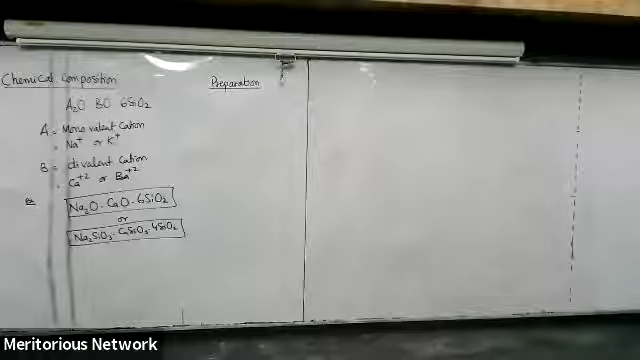 Chemical composition
A₂O BO 6SiO₂
A = Mono valent Cation
= Na⁺ or K⁺
B = divalent Cation
= Ca⁺² or Ba⁺²
Na₂O.CaO.6SiO₂
or
Na₂SiO₃.CaSiO₃.4SiO₂
Preparation
Meritorious Network